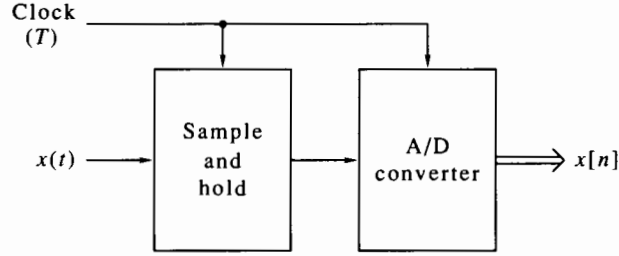 Clock
(T)
x(t)
Sample
and
hold
A/D
converter
x[n]